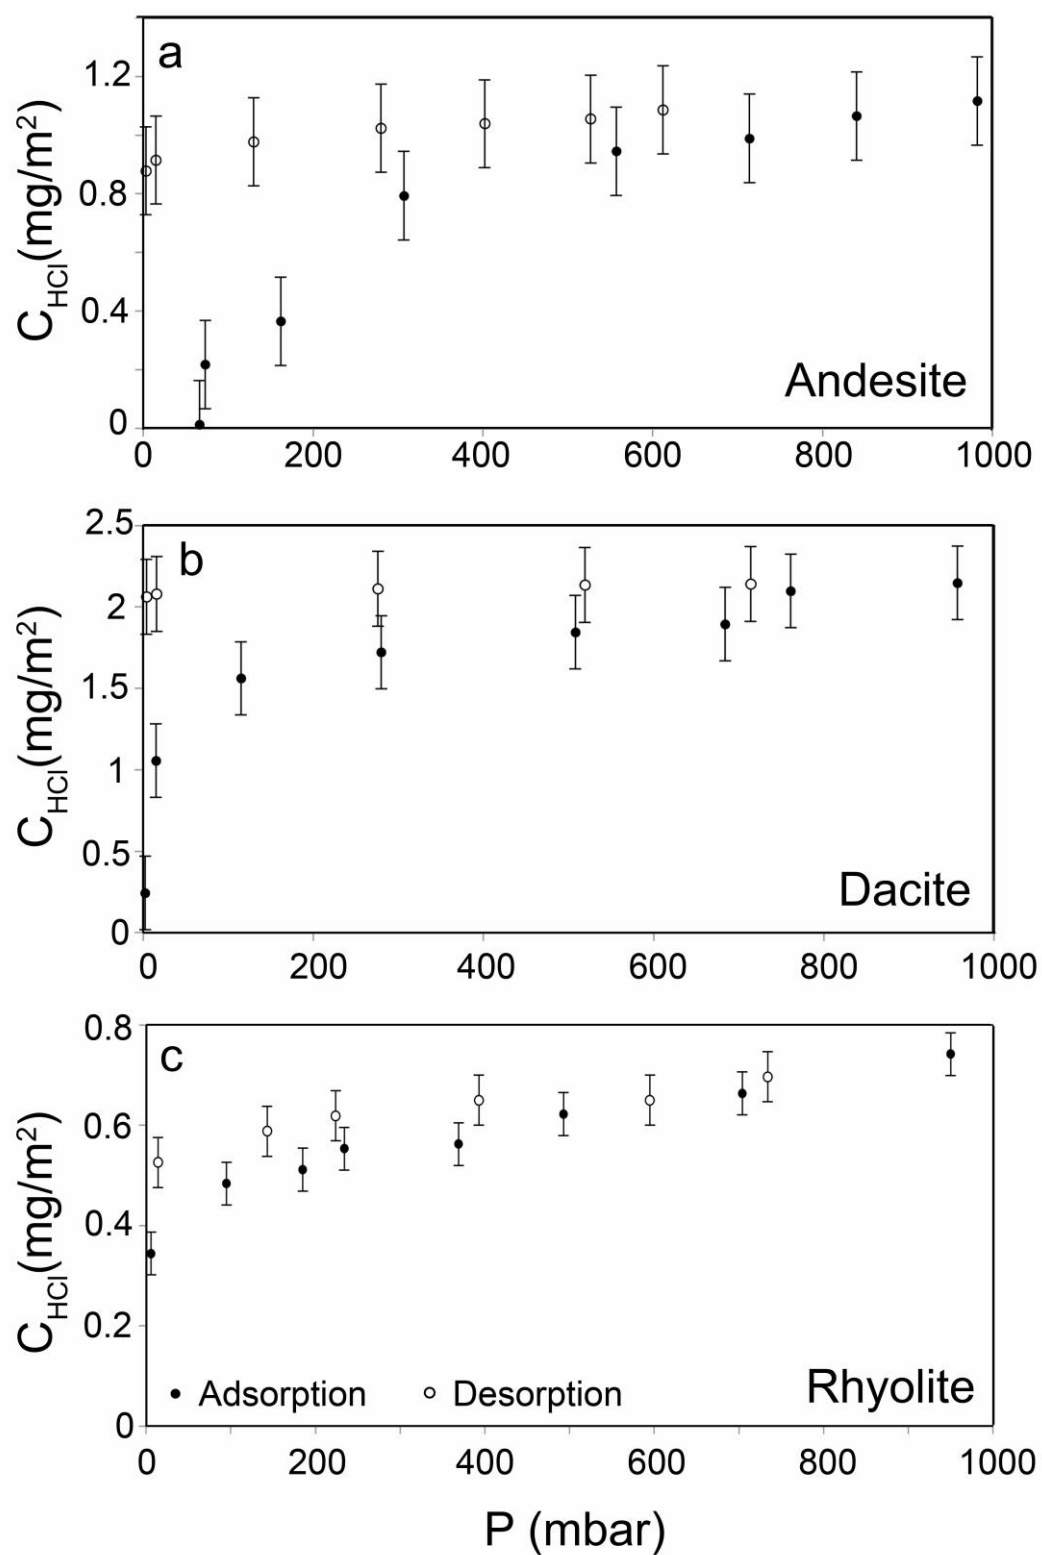 a
1.2
0.8
0.4
0
C_HCl(mg/m²)
Andesite
0 200 400 600 800 1000
b
2.5
2
1.5
1
0.5
0
C_HCl(mg/m²)
Dacite
0 200 400 600 800 1000
c
0.8
0.6
0.4
0.2
0
C_HCl(mg/m²)
Adsorption Desorption
Rhyolite
0 200 400 600 800 1000
P (mbar)